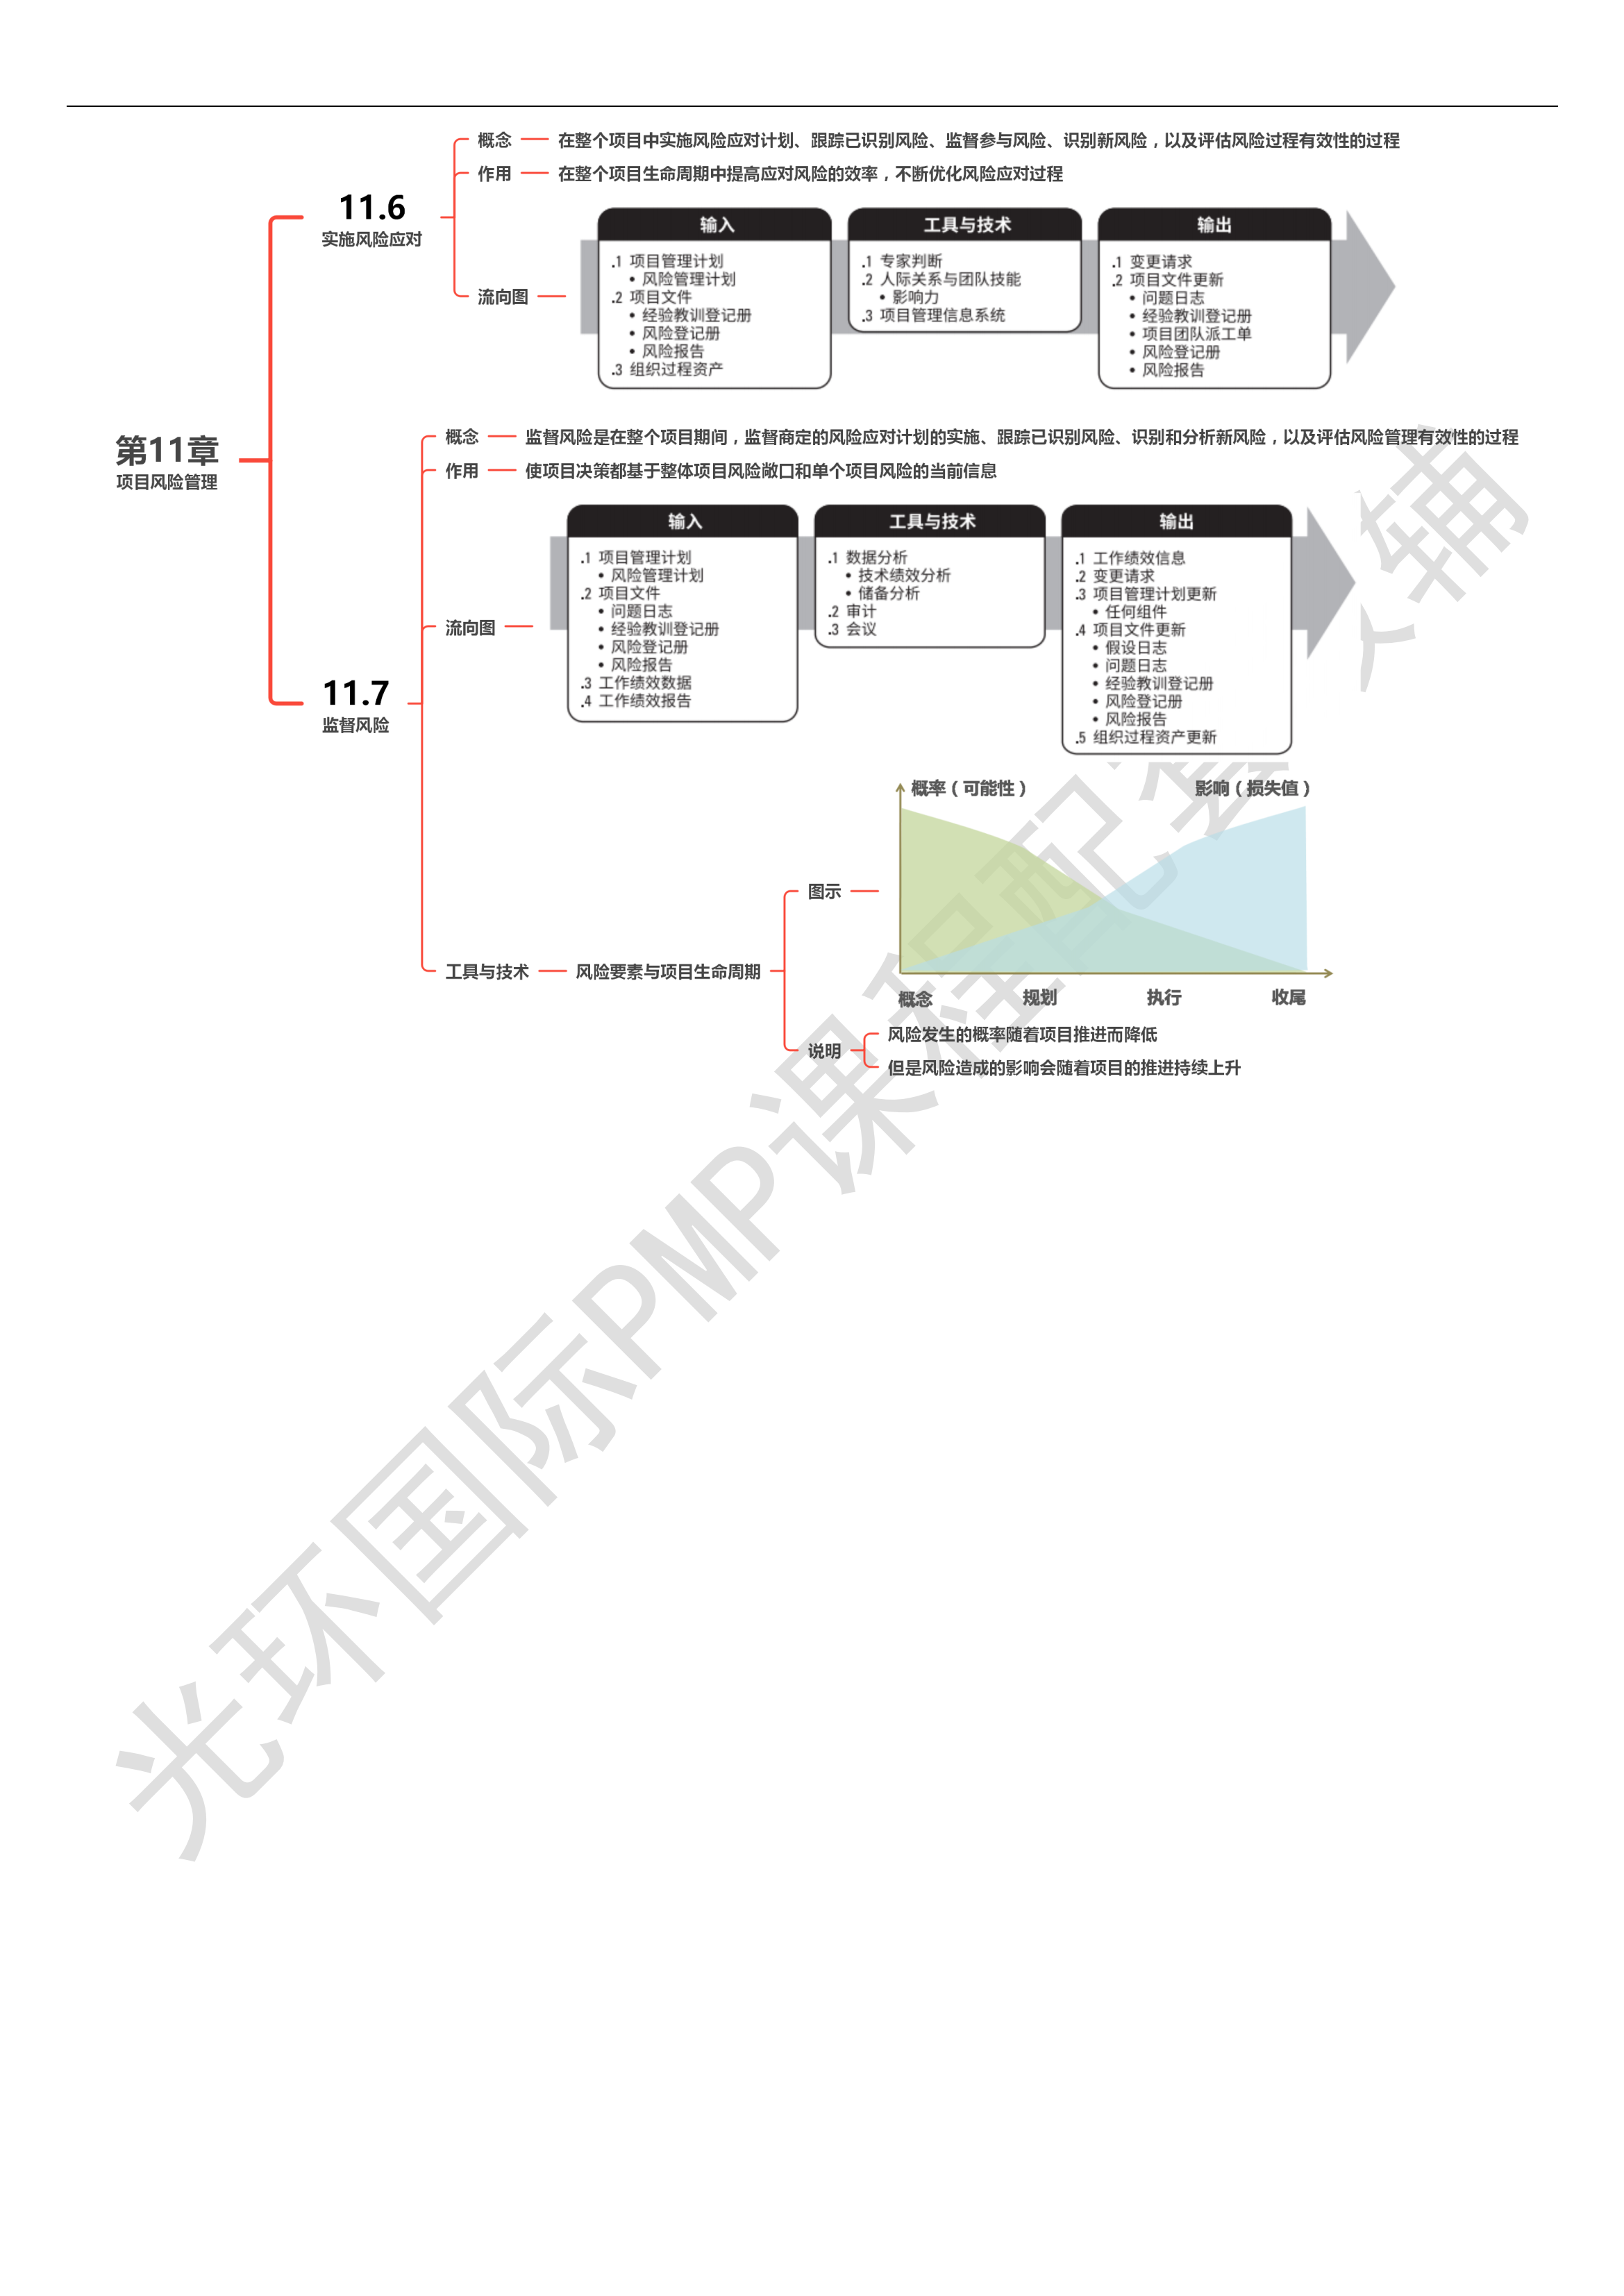 第11章
项目风险管理
11.6
实施风险应对
概念
在整个项目中实施风险应对计划、跟踪已识别风险、监督参与风险、识别新风险，以及评估风险过程有效性的过程
作用
在整个项目生命周期中提高应对风险的效率，不断优化风险应对过程
流向图
输入
.1 项目管理计划
• 风险管理计划
.2 项目文件
• 经验教训登记册
• 风险登记册
• 风险报告
.3 组织过程资产
工具与技术
.1 专家判断
.2 人际关系与团队技能
• 影响力
.3 项目管理信息系统
输出
.1 变更请求
.2 项目文件更新
• 问题日志
• 经验教训登记册
• 项目团队派工单
• 风险登记册
• 风险报告
11.7
监督风险
概念
监督风险是在整个项目期间，监督商定的风险应对计划的实施、跟踪已识别风险、识别和分析新风险，以及评估风险管理有效性的过程
作用
使项目决策都基于整体项目风险敞口和单个项目风险的当前信息
流向图
输入
.1 项目管理计划
• 风险管理计划
.2 项目文件
• 问题日志
• 经验教训登记册
• 风险登记册
• 风险报告
.3 工作绩效数据
.4 工作绩效报告
工具与技术
.1 数据分析
• 技术绩效分析
• 储备分析
.2 审计
.3 会议
输出
.1 工作绩效信息
.2 变更请求
.3 项目管理计划更新
• 任何组件
.4 项目文件更新
• 假设日志
• 问题日志
• 经验教训登记册
• 风险登记册
• 风险报告
.5 组织过程资产更新
工具与技术
风险要素与项目生命周期
图示
概率（可能性）
影响（损失值）
概念
规划
执行
收尾
说明
风险发生的概率随着项目推进而降低
但是风险造成的影响会随着项目的推进持续上升
光环国际PMP课程配套教辅